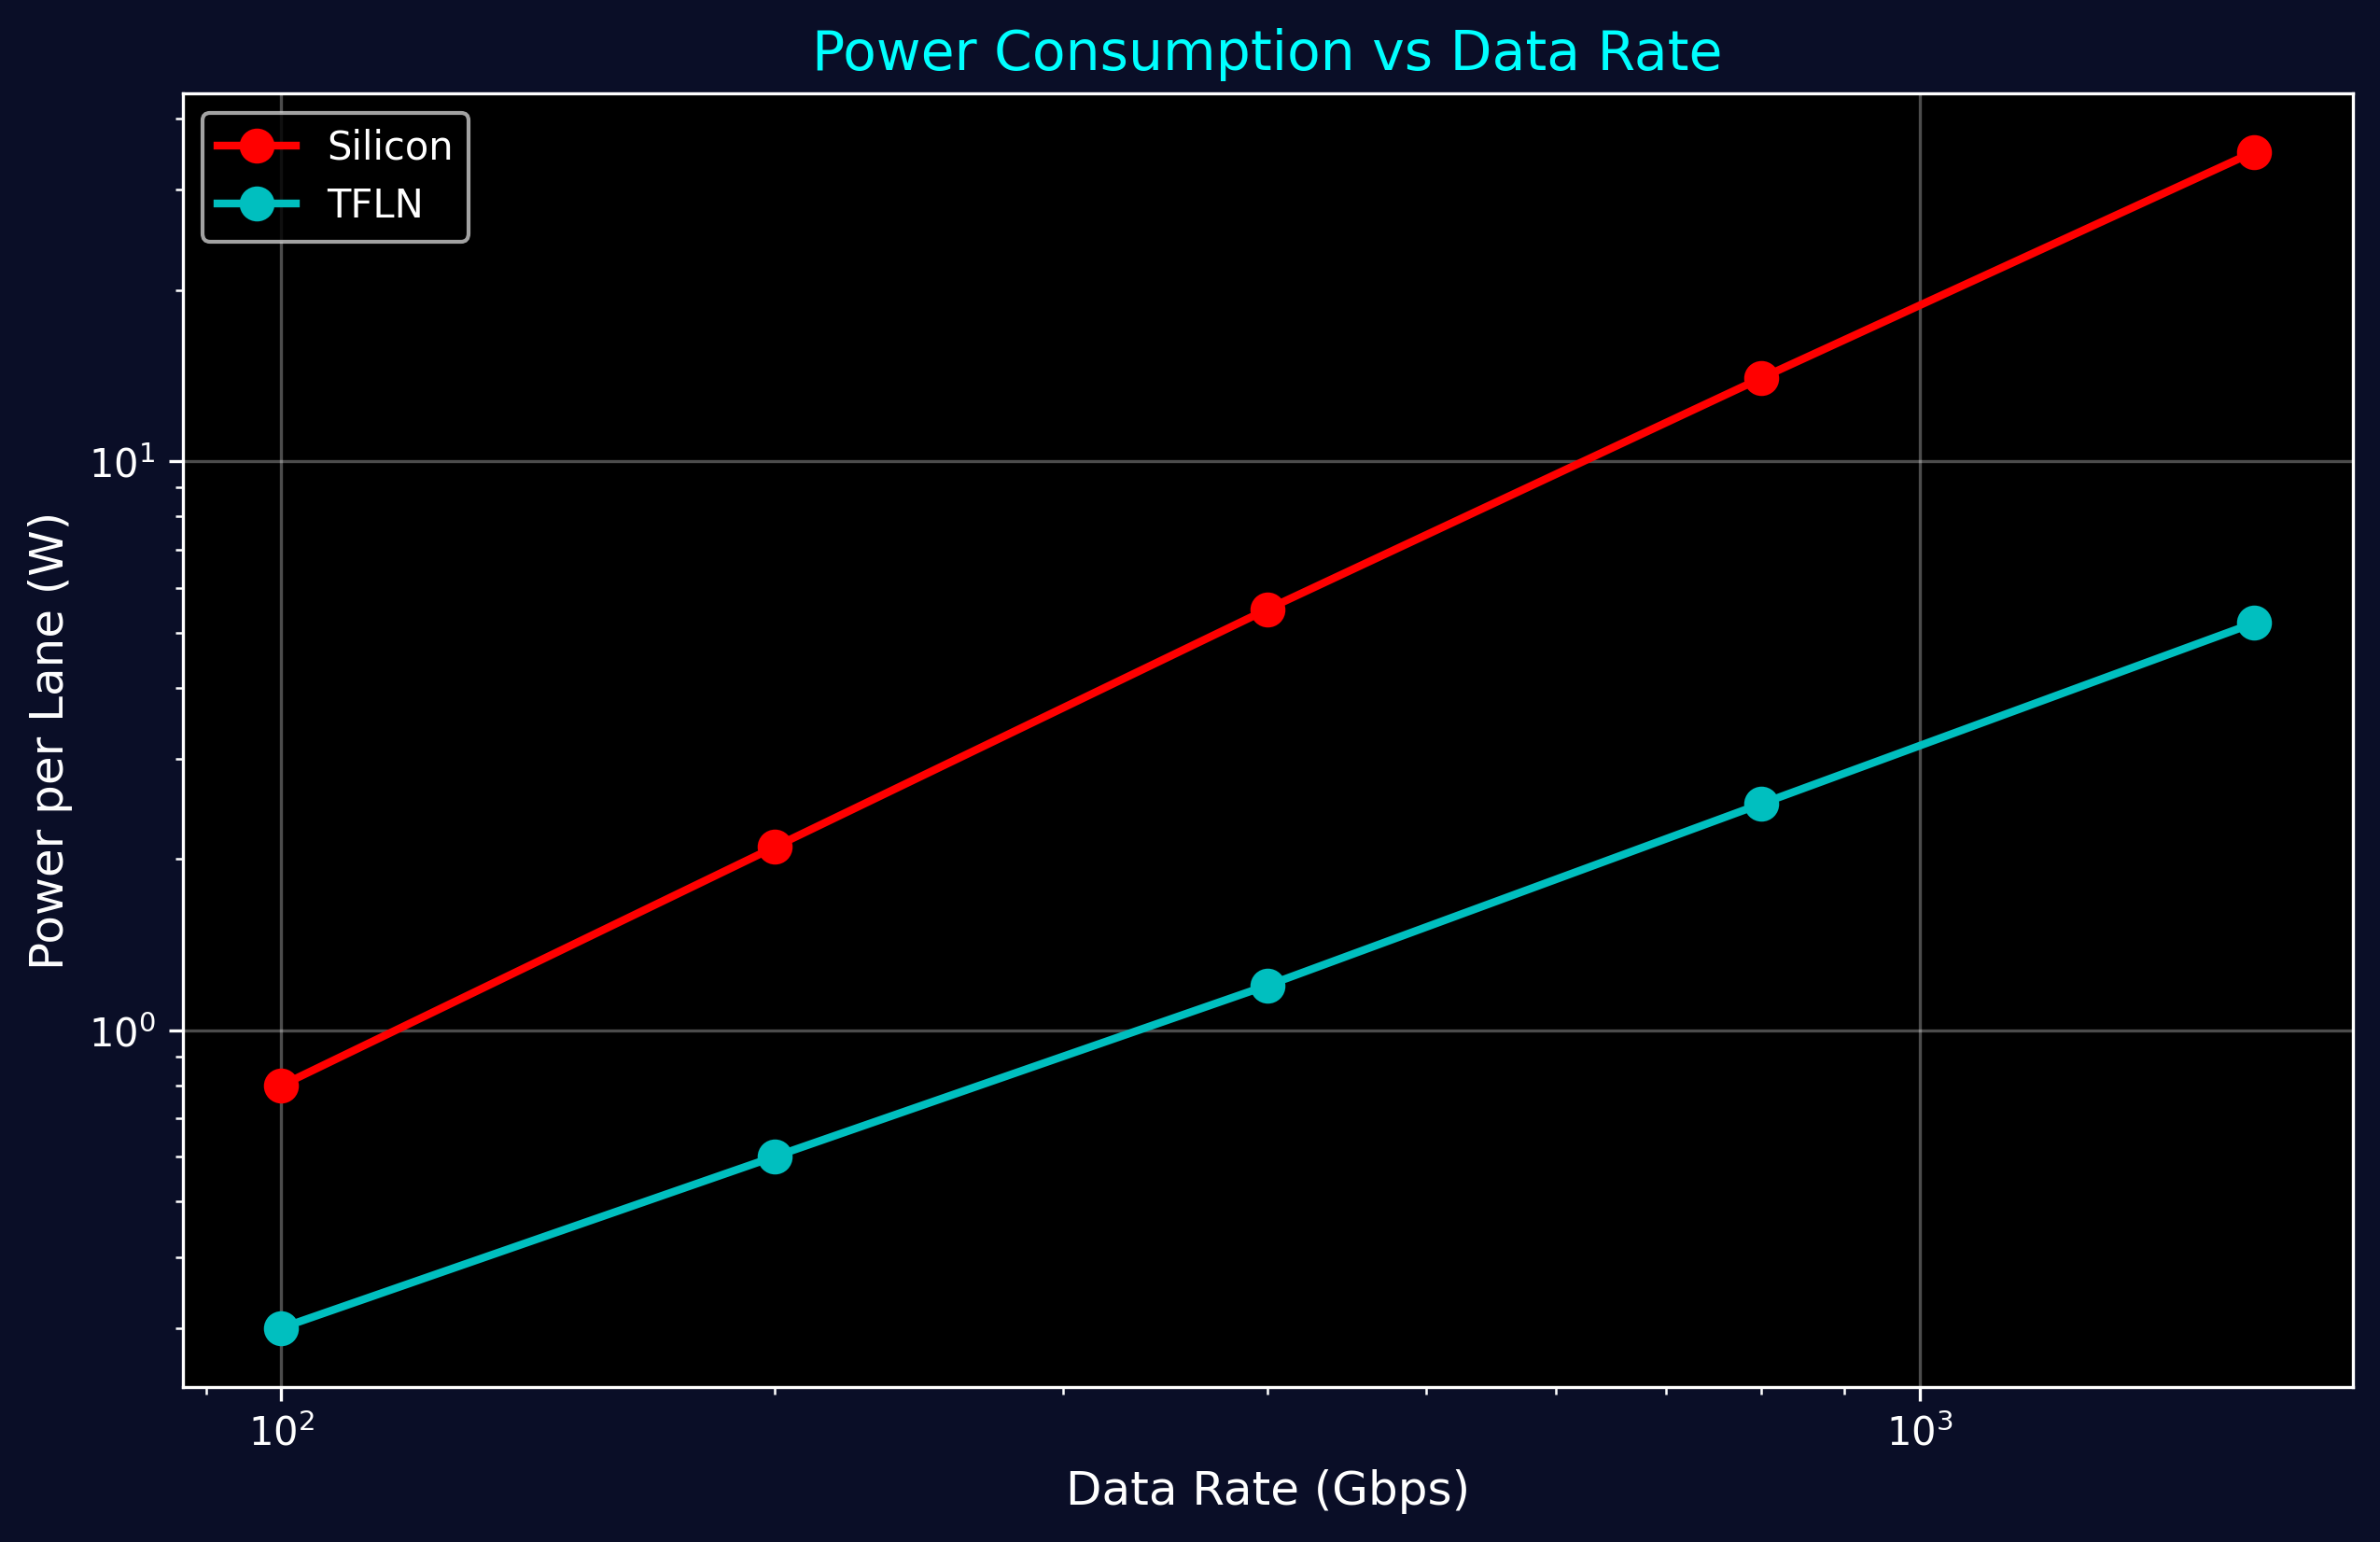 Power Consumption vs Data Rate
Silicon
TFLN
Power per Lane (W)
10¹
10⁰
10²
10³
Data Rate (Gbps)